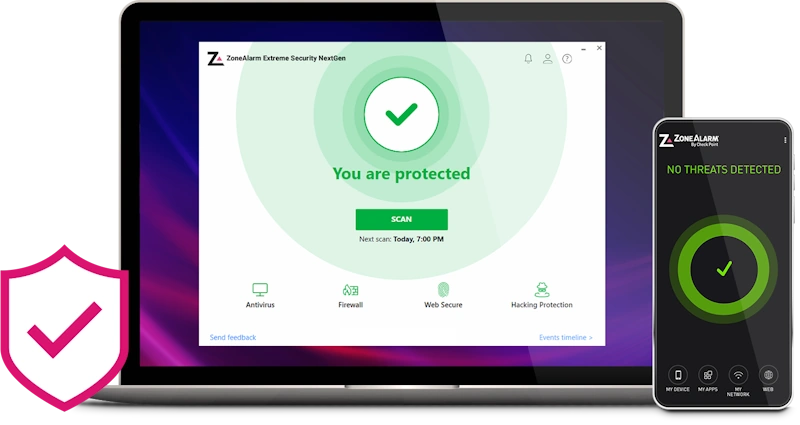 ZoneAlarm Extreme Security NextGen
You are protected
SCAN
Next scan: Today, 7:00 PM
Antivirus
Firewall
Web Secure
Hacking Protection
Send feedback
Events timeline >
ZONEALARM®
By Check Point
NO THREATS DETECTED
MY DEVICE
MY APPS
MY
NETWORK
WEB